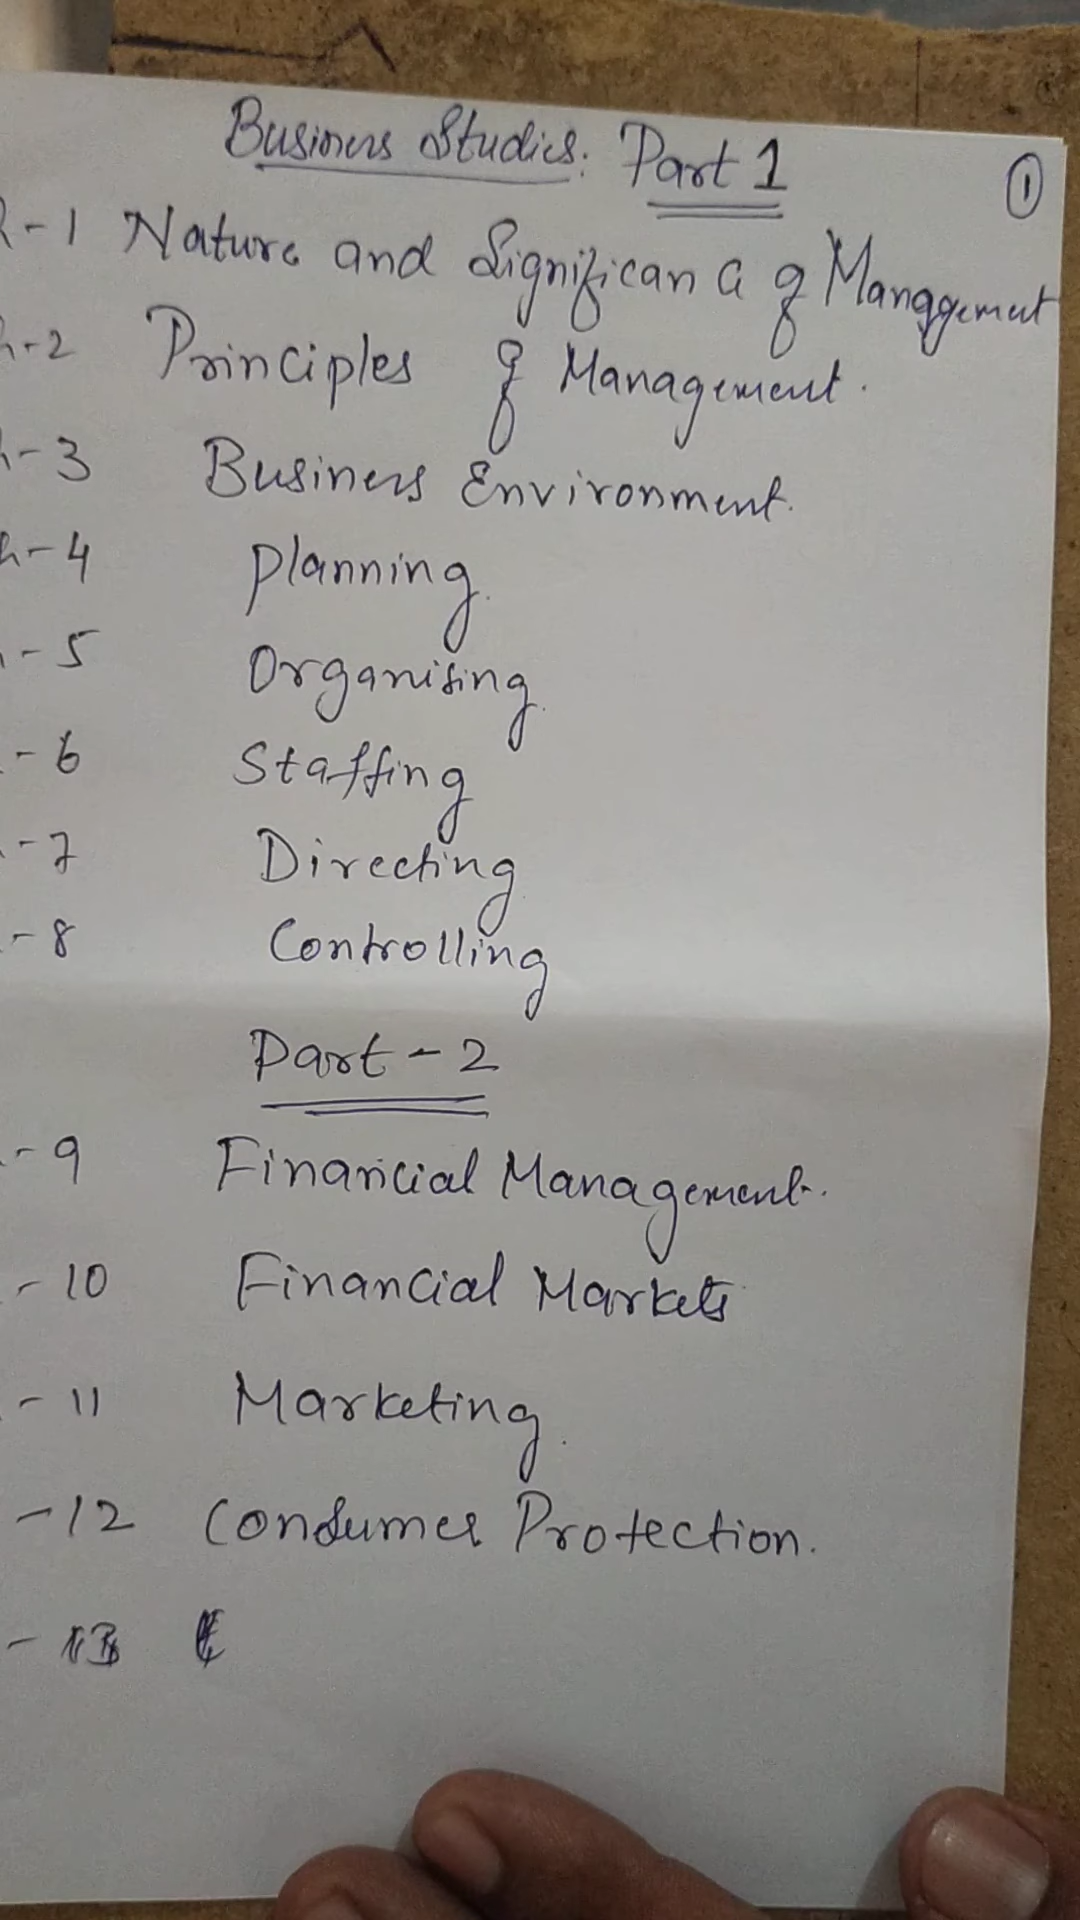 Business Studies: Part 1
①
h-1 Nature and Significance of Management
h-2 Principles of Management.
h-3 Business Environment.
h-4 Planning.
h-5 Organising.
-6 Staffing
-7 Directing
-8 Controlling
Part-2
-9 Financial Management.
-10 Financial Markets
-11 Marketing.
-12 Consumer Protection.
-13